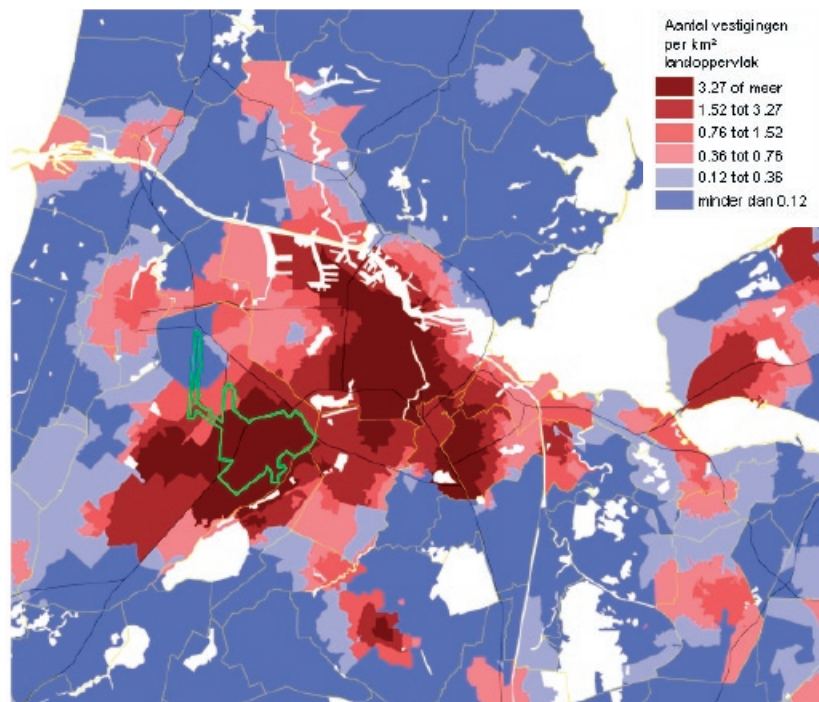 Aantal vestigingen
per km²
landoppervlak
3.27 of meer
1.52 tot 3.27
0.76 tot 1.52
0.36 tot 0.76
0.12 tot 0.36
minder dan 0.12